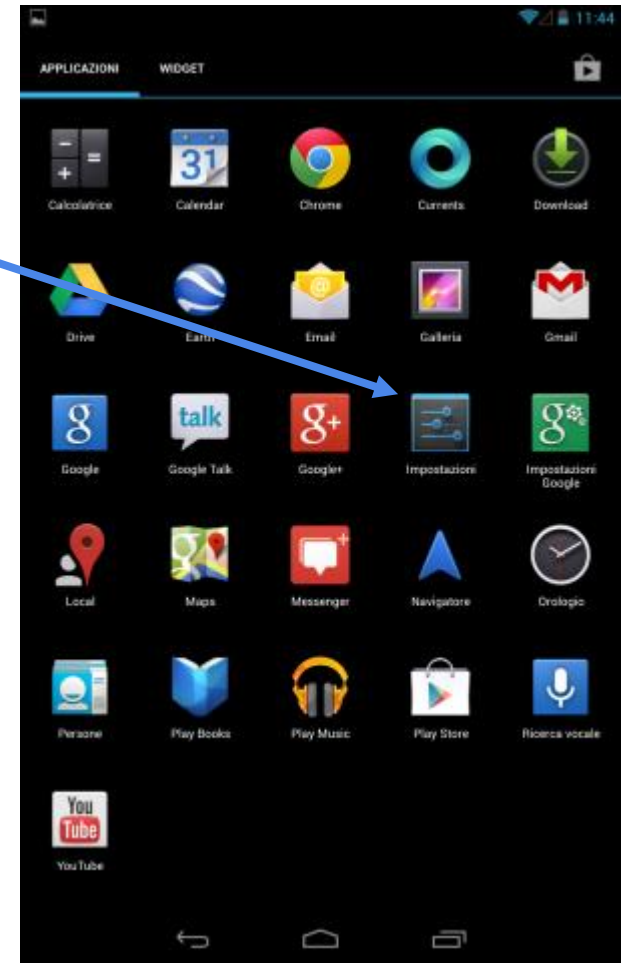 11:44
APPLICAZIONI WIDGET
31
Calcolatrice Calendar Chrome Currents Download
Drive Earth Email Galleria Gmail
g talk g+ g
Google Google Talk Google+ Impostazioni Impostazioni
Google
Local Maps Messenger Navigatore Orologio
Persone Play Books Play Music Play Store Ricerca vocale
You
Tube
YouTube